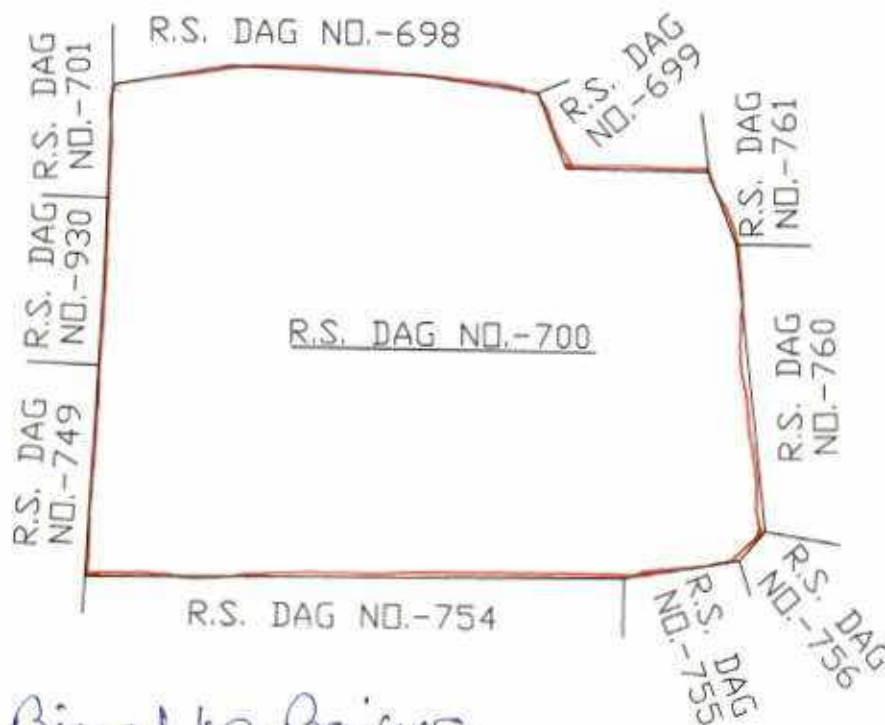 R.S. DAG NO.-698
R.S. DAG
NO.-699
R.S. DAG
NO.-701
R.S. DAG
NO.-761
R.S. DAG
NO.-930
R.S. DAG NO.-700
R.S. DAG
NO.-760
R.S. DAG
NO.-749
R.S. DAG NO.-754
R.S. DAG
NO.-755
R.S. DAG
NO.-756